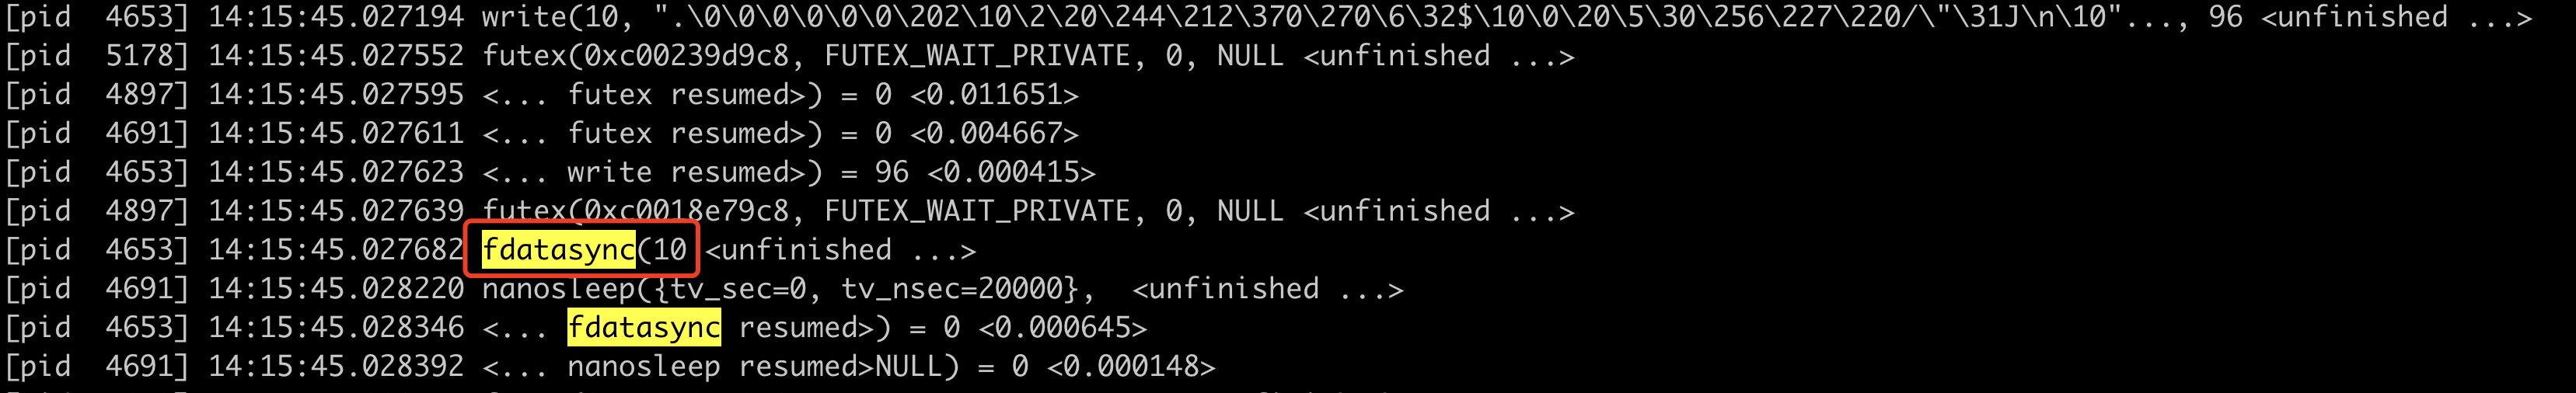 [pid  4653] 14:15:45.027194 write(10, ".\0\0\0\0\0\0\202\10\2\20\244\212\370\270\6\32$\10\0\20\5\30\256\227\220/\"\31J\n\10"..., 96 <unfinished ...>
[pid  5178] 14:15:45.027552 futex(0xc00239d9c8, FUTEX_WAIT_PRIVATE, 0, NULL <unfinished ...>
[pid  4897] 14:15:45.027595 <... futex resumed>) = 0 <0.011651>
[pid  4691] 14:15:45.027611 <... futex resumed>) = 0 <0.004667>
[pid  4653] 14:15:45.027623 <... write resumed>) = 96 <0.000415>
[pid  4897] 14:15:45.027639 futex(0xc0018e79c8, FUTEX_WAIT_PRIVATE, 0, NULL <unfinished ...>
[pid  4653] 14:15:45.027682 fdatasync(10 <unfinished ...>
[pid  4691] 14:15:45.028220 nanosleep({tv_sec=0, tv_nsec=20000},  <unfinished ...>
[pid  4653] 14:15:45.028346 <... fdatasync resumed>) = 0 <0.000645>
[pid  4691] 14:15:45.028392 <... nanosleep resumed>NULL) = 0 <0.000148>